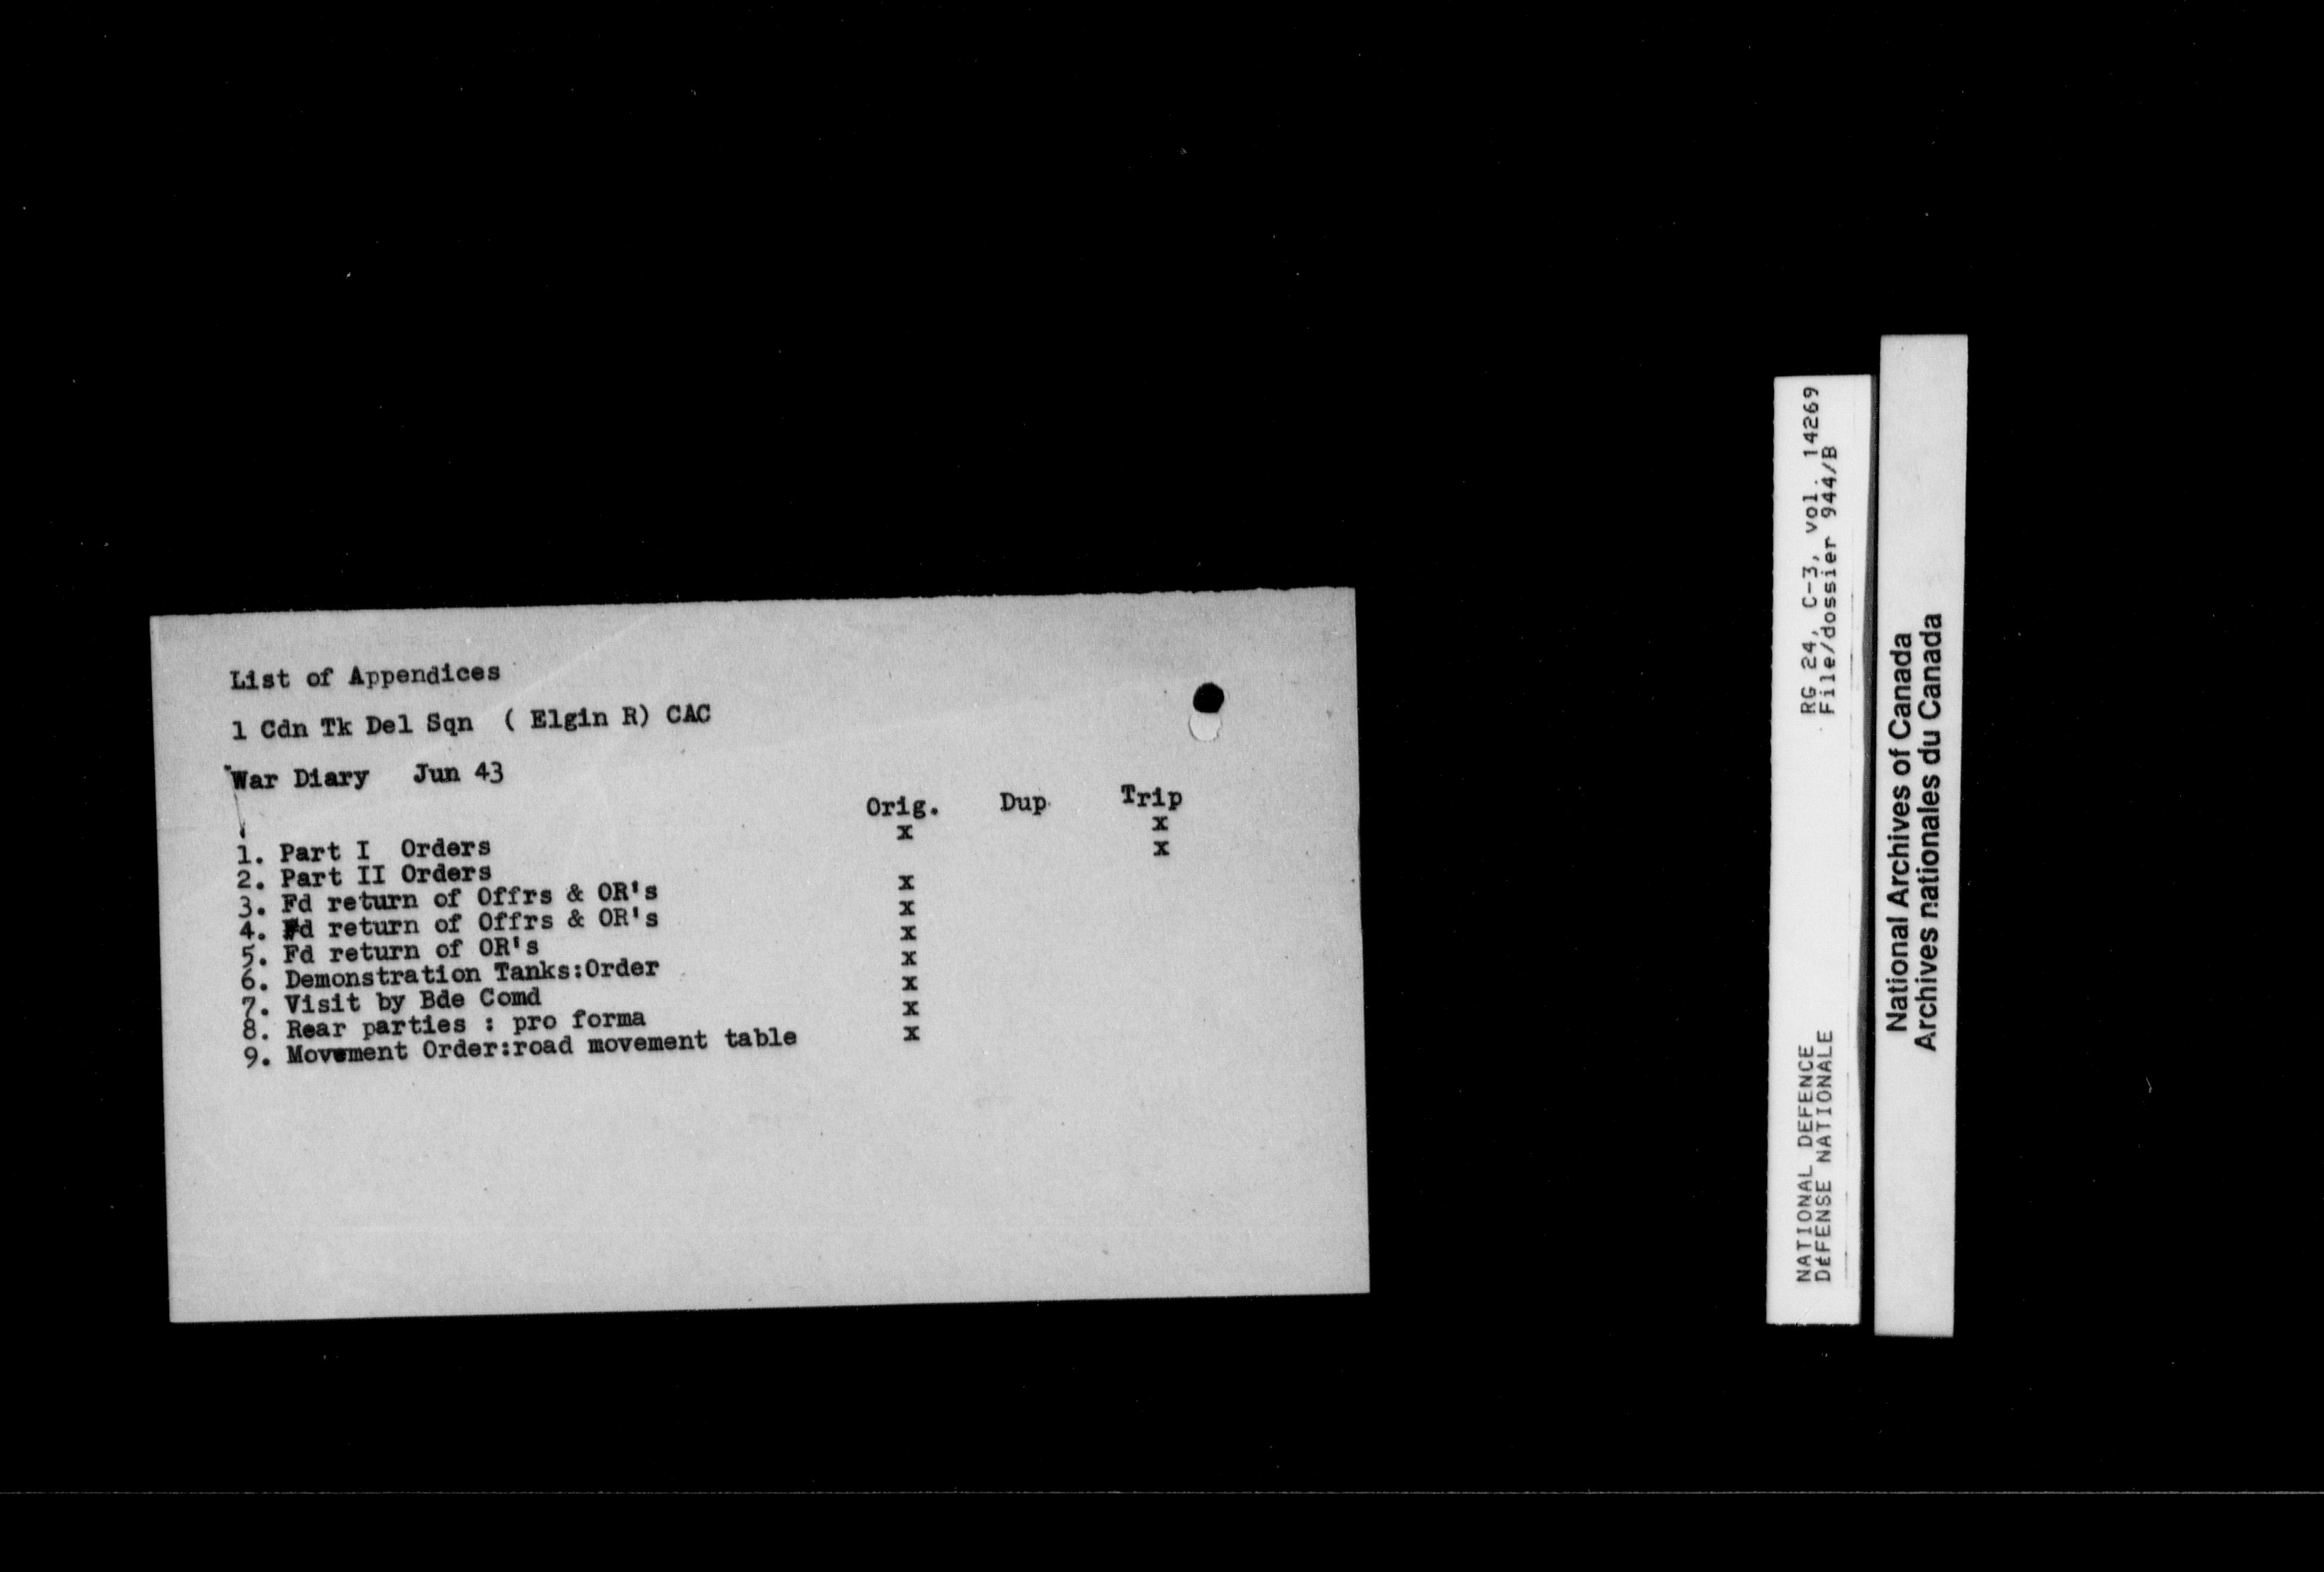 List of Appendices
1 Cdn Tk Del Sqn ( Elgin R) CAC
War Diary Jun 43
Orig. Dup Trip
1. Part I Orders x x
2. Part II Orders x
3. Fd return of Offrs & OR's x
4. Fd return of Offrs & OR's x
5. Fd return of OR's x
6. Demonstration Tanks:Order x
7. Visit by Bde Comd x
8. Rear parties : pro forma x
9. Movement Order:road movement table x
NATIONAL DEFENCE RG 24, C-3, vol. 14269
DéFENSE NATIONALE File/dossier 944/B
National Archives of Canada
Archives nationales du Canada